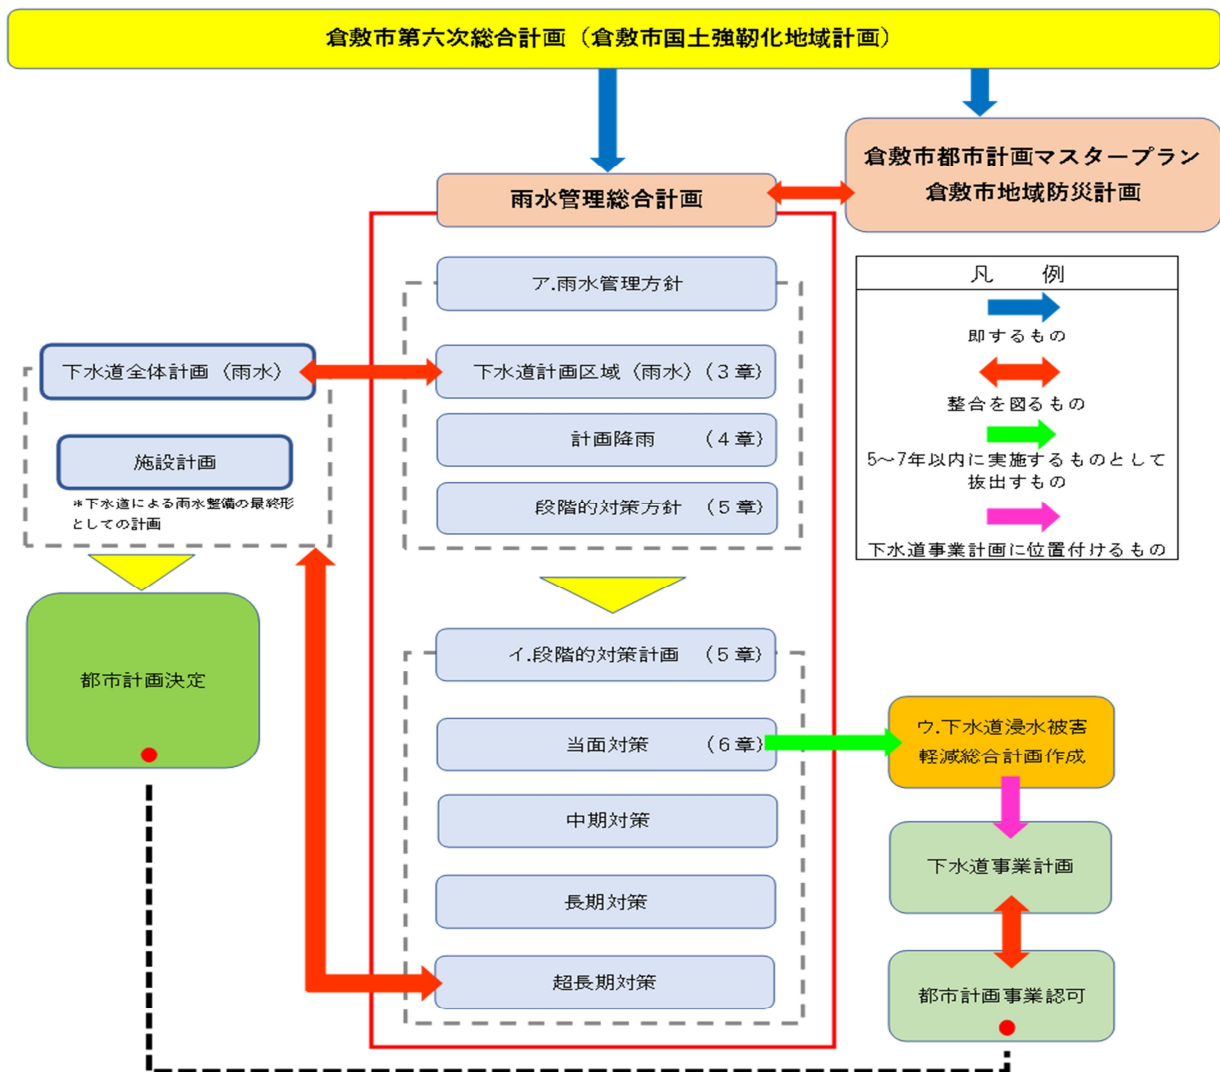 倉敷市第六次総合計画（倉敷市国土強靭化地域計画）
倉敷市都市計画マスタープラン
倉敷市地域防災計画
雨水管理総合計画
ア.雨水管理方針
下水道計画区域（雨水）（３章）
計画降雨　　（４章）
段階的対策方針（５章）
下水道全体計画（雨水）
施設計画
*下水道による雨水整備の最終形
としての計画
都市計画決定
凡　例
即するもの
整合を図るもの
5～7年以内に実施するものとして
抜出すもの
下水道事業計画に位置付けるもの
イ.段階的対策計画　（５章）
当面対策　　（６章）
中期対策
長期対策
超長期対策
ウ.下水道浸水被害
軽減総合計画作成
下水道事業計画
都市計画事業認可